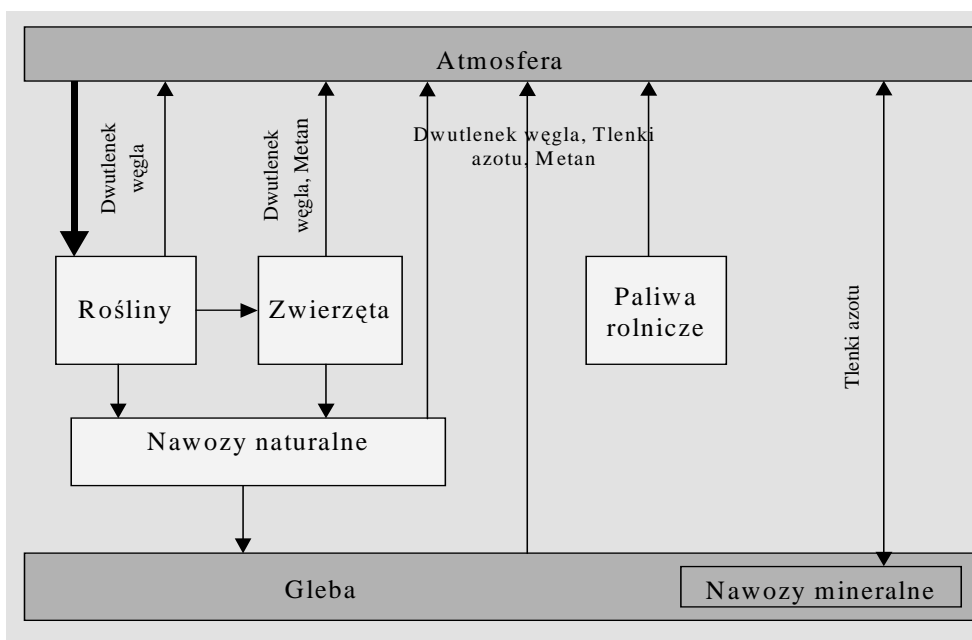 Atmosfera
Dwutlenek
węgla
Dwutlenek
węgla, Metan
Dwutlenek węgla, Tlenki
azotu, Metan
Tlenki azotu
Rośliny
Zwierzęta
Paliwa
rolnicze
Nawozy naturalne
Gleba
Nawozy mineralne